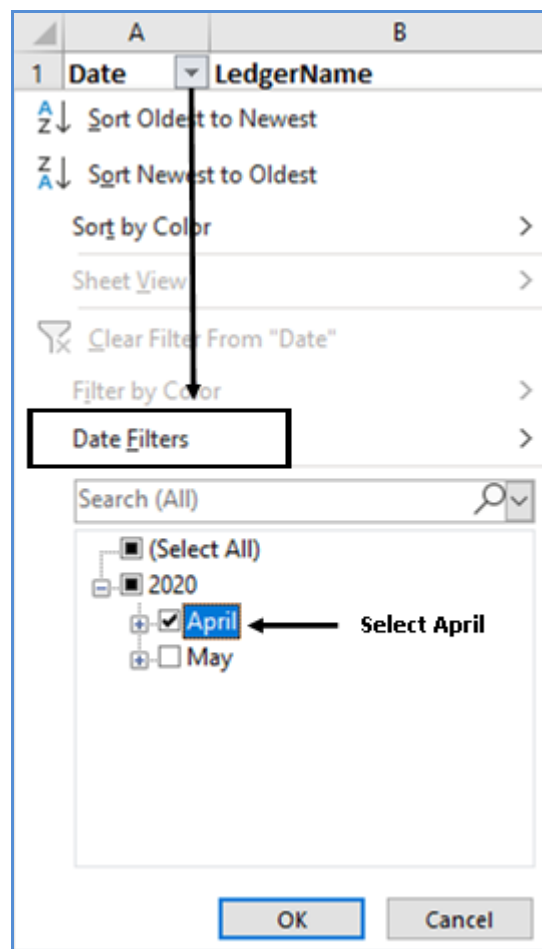 A B
1 Date LedgerName
Sort Oldest to Newest
Sort Newest to Oldest
Sort by Color
Sheet View
Clear Filter From "Date"
Filter by Color
Date Filters
Search (All)
(Select All)
2020
April Select April
May
OK Cancel